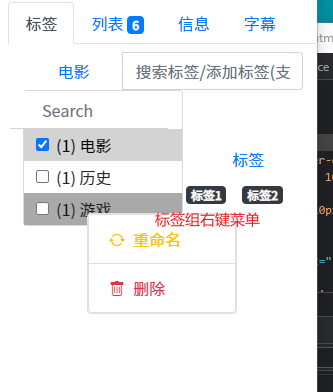 标签 列表 6 信息 字幕
电影 搜索标签/添加标签(支
Search
(1) 电影
标签
(1) 历史
标签1 标签2
(1) 游戏
标签组右键菜单
重命名
删除